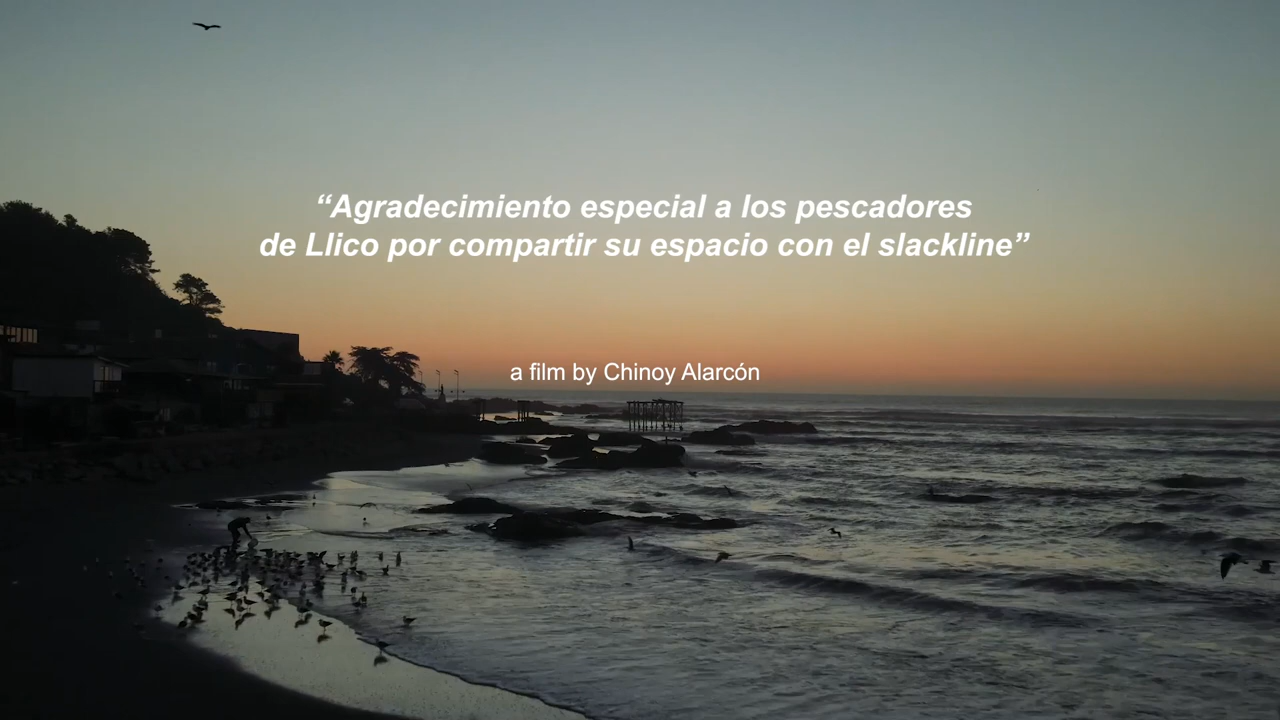 “Agradecimiento especial a los pescadores
de Llico por compartir su espacio con el slackline”
a film by Chinoy Alarcón